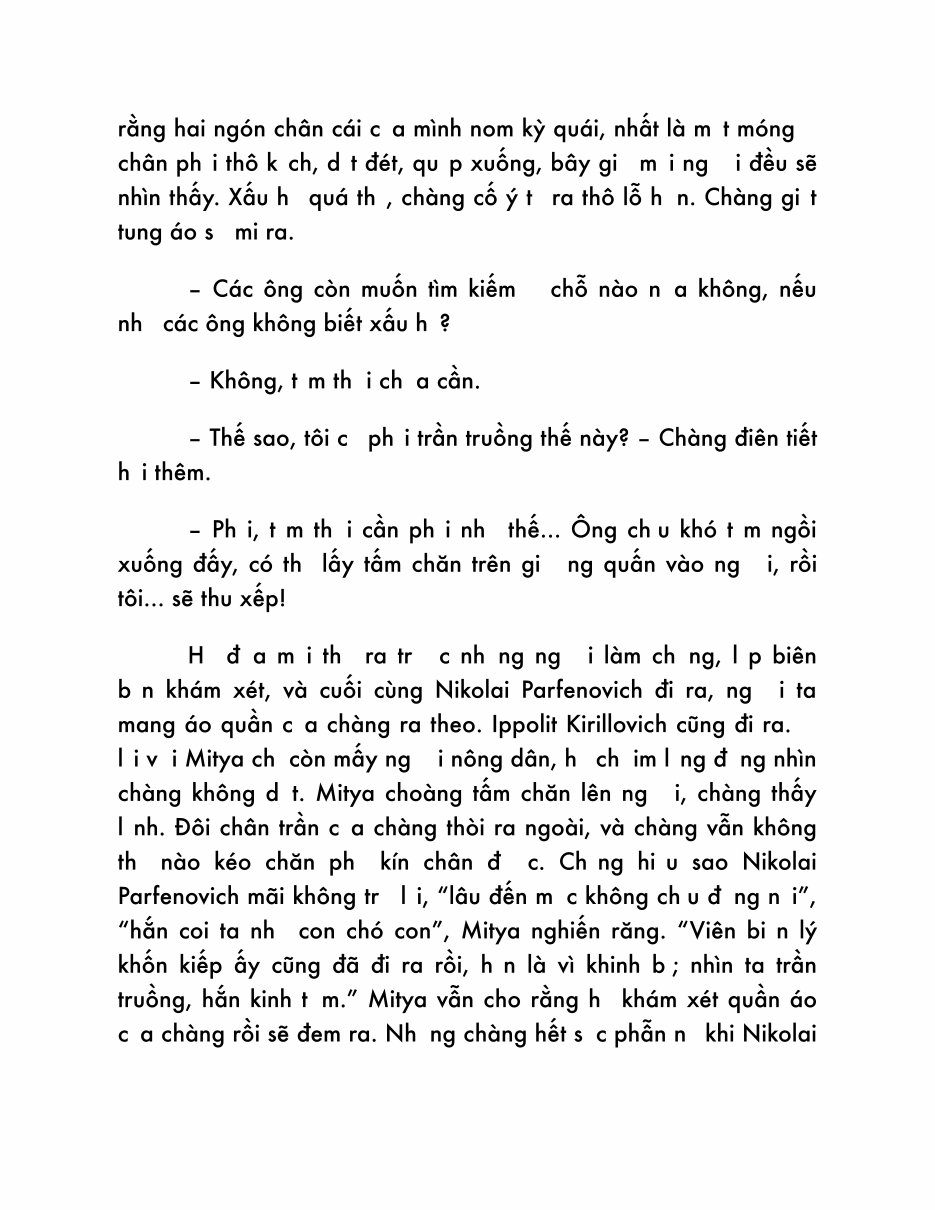 rằng hai ngón chân cái c a mình nom kỳ quái, nhất là m t móng
chân ph i thô k ch, d t đét, qu p xuống, bây gi m i ng i đều sẽ
nhìn thấy. Xấu h quá th , chàng cố ý t ra thô lỗ h n. Chàng gi t
tung áo s mi ra.
– Các ông còn muốn tìm kiếm chỗ nào n a không, nếu
nh các ông không biết xấu h ?
– Không, t m th i ch a cần.
– Thế sao, tôi c ph i trần truồng thế này? – Chàng điên tiết
h i thêm.
– Ph i, t m th i cần ph i nh thế... Ông ch u khó t m ngồi
xuống đấy, có th lấy tấm chăn trên gi ng quấn vào ng i, rồi
tôi... sẽ thu xếp!
H đ a m i th ra tr c nh ng ng i làm ch ng, l p biên
b n khám xét, và cuối cùng Nikolai Parfenovich đi ra, ng i ta
mang áo quần c a chàng ra theo. Ippolit Kirillovich cũng đi ra.
l i v i Mitya ch còn mấy ng i nông dân, h ch im l ng đ ng nhìn
chàng không d t. Mitya choàng tấm chăn lên ng i, chàng thấy
l nh. Đôi chân trần c a chàng thòi ra ngoài, và chàng vẫn không
th nào kéo chăn ph kín chân đ c. Ch ng hi u sao Nikolai
Parfenovich mãi không tr l i, “lâu đến m c không ch u đ ng n i”,
“hắn coi ta nh con chó con”, Mitya nghiến răng. “Viên bi n lý
khốn kiếp ấy cũng đã đi ra rồi, h n là vì khinh b ; nhìn ta trần
truồng, hắn kinh t m.” Mitya vẫn cho rằng h khám xét quần áo
c a chàng rồi sẽ đem ra. Nh ng chàng hết s c phẫn n khi Nikolai